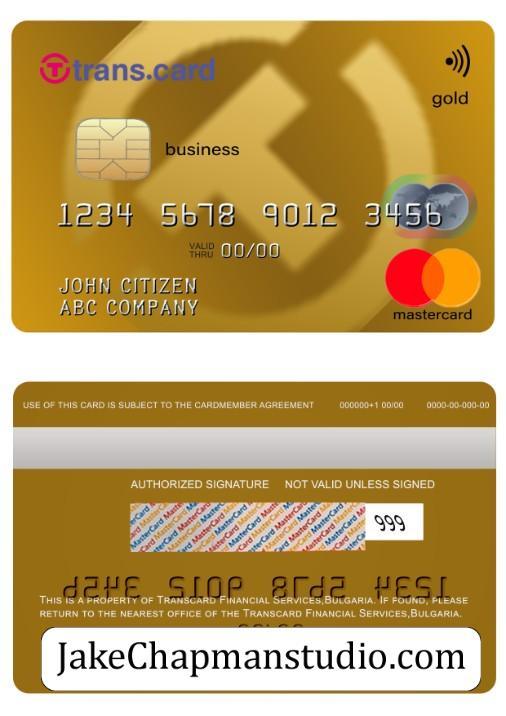 trans.card
gold
business
1234 5678 9012 3456
VALID THRU 00/00
JOHN CITIZEN
ABC COMPANY
mastercard
USE OF THIS CARD IS SUBJECT TO THE CARDMEMBER AGREEMENT 000000+1 00/00 0000-00-000-00
AUTHORIZED SIGNATURE NOT VALID UNLESS SIGNED
MasterCard MasterCard MasterCard
999
THIS IS A PROPERTY OF TRANSCARD FINANCIAL SERVICES,BULGARIA. IF FOUND, PLEASE
RETURN TO THE NEAREST OFFICE OF THE TRANSCARD FINANCIAL SERVICES,BULGARIA.
JakeChapmanstudio.com